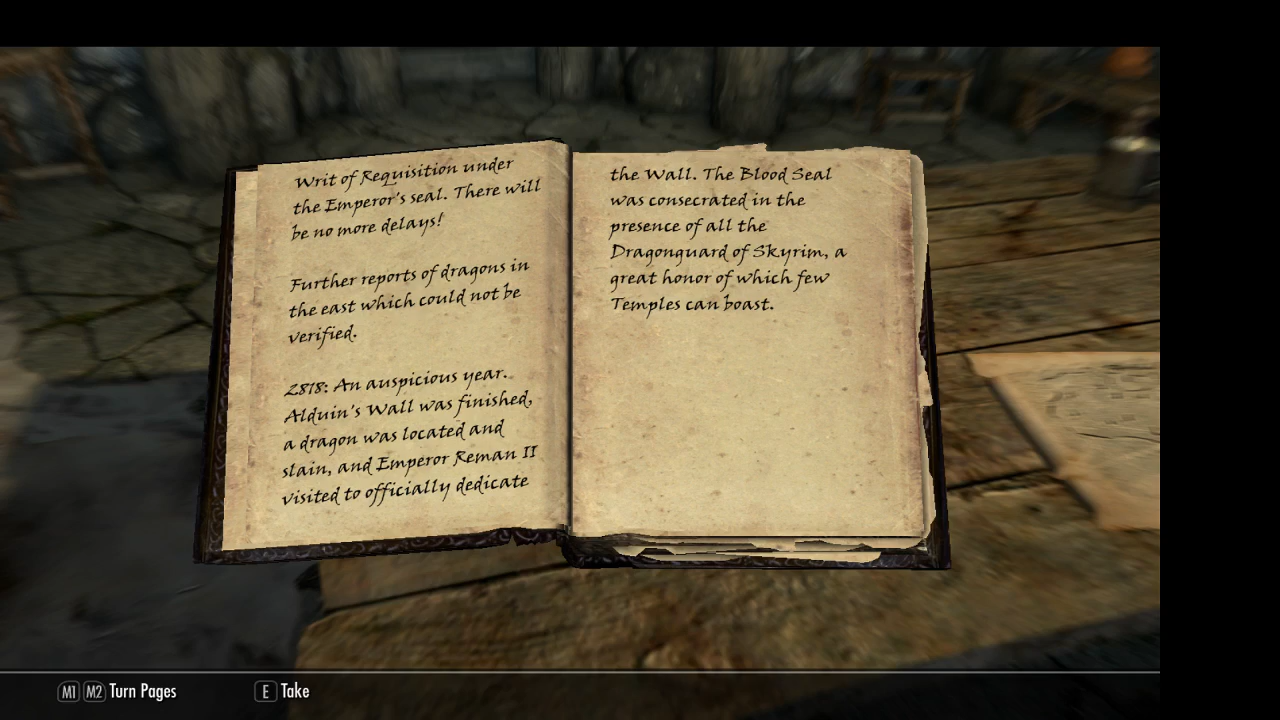 Writ of Requisition under
the Emperor's seal. There will
be no more delays!
Further reports of dragons in
the east which could not be
verified.
2818: An auspicious year.
Alduin's Wall was finished,
a dragon was located and
slain, and Emperor Reman II
visited to officially dedicate
the Wall. The Blood Seal
was consecrated in the
presence of all the
Dragonguard of Skyrim, a
great honor of which few
Temples can boast.
M1 M2 Turn Pages
E Take